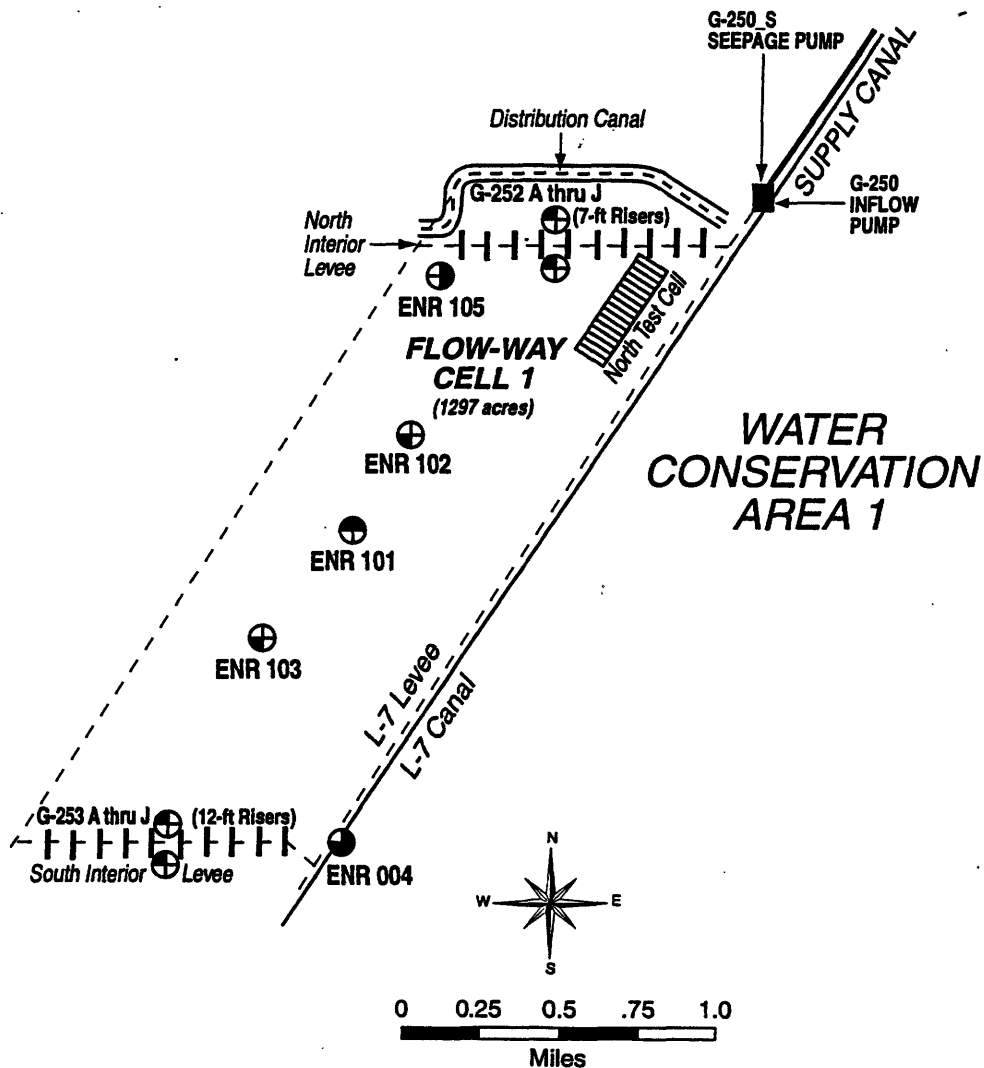 G-250_S
SEEPAGE PUMP
SUPPLY CANAL
Distribution Canal
G-250
INFLOW
PUMP
G-252 A thru J
(7-ft Risers)
North
Interior
Levee
ENR 105
North Test Cell
FLOW-WAY
CELL 1
(1297 acres)
ENR 102
WATER
CONSERVATION
AREA 1
ENR 101
ENR 103
L-7 Levee
L-7 Canal
G-253 A thru J (12-ft Risers)
South Interior Levee
ENR 004
N
W E
S
0 0.25 0.5 .75 1.0
Miles